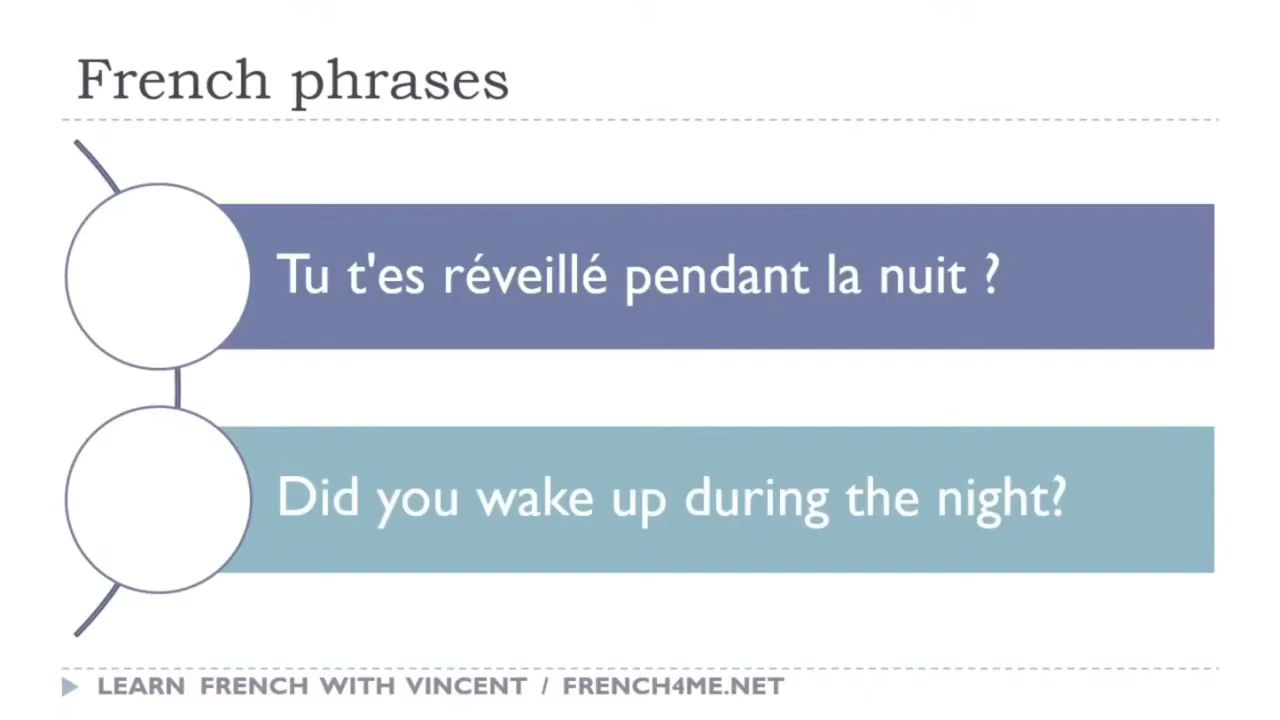 French phrases
Tu t'es réveillé pendant la nuit ?
Did you wake up during the night?
LEARN FRENCH WITH VINCENT / FRENCH4ME.NET